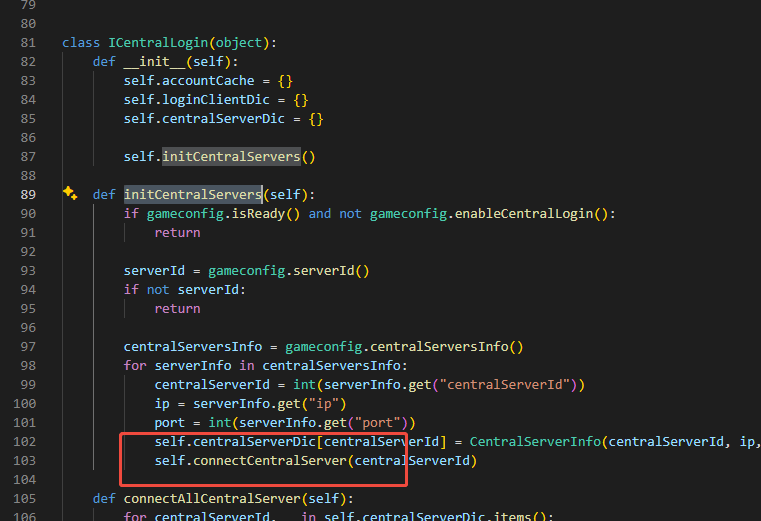 79
80
81 class ICentralLogin(object):
82 def __init__(self):
83 self.accountCache = {}
84 self.loginClientDic = {}
85 self.centralServerDic = {}
86
87 self.initCentralServers()
88
89 def initCentralServers(self):
90 if gameconfig.isReady() and not gameconfig.enableCentralLogin():
91 return
92
93 serverId = gameconfig.serverId()
94 if not serverId:
95 return
96
97 centralServersInfo = gameconfig.centralServersInfo()
98 for serverInfo in centralServersInfo:
99 centralServerId = int(serverInfo.get("centralServerId"))
100 ip = serverInfo.get("ip")
101 port = int(serverInfo.get("port"))
102 self.centralServerDic[centralServerId] = CentralServerInfo(centralServerId, ip,
103 self.connectCentralServer(centralServerId)
104
105 def connectAllCentralServer(self):
106 for centralServerId, _ in self.centralServerDic.items():